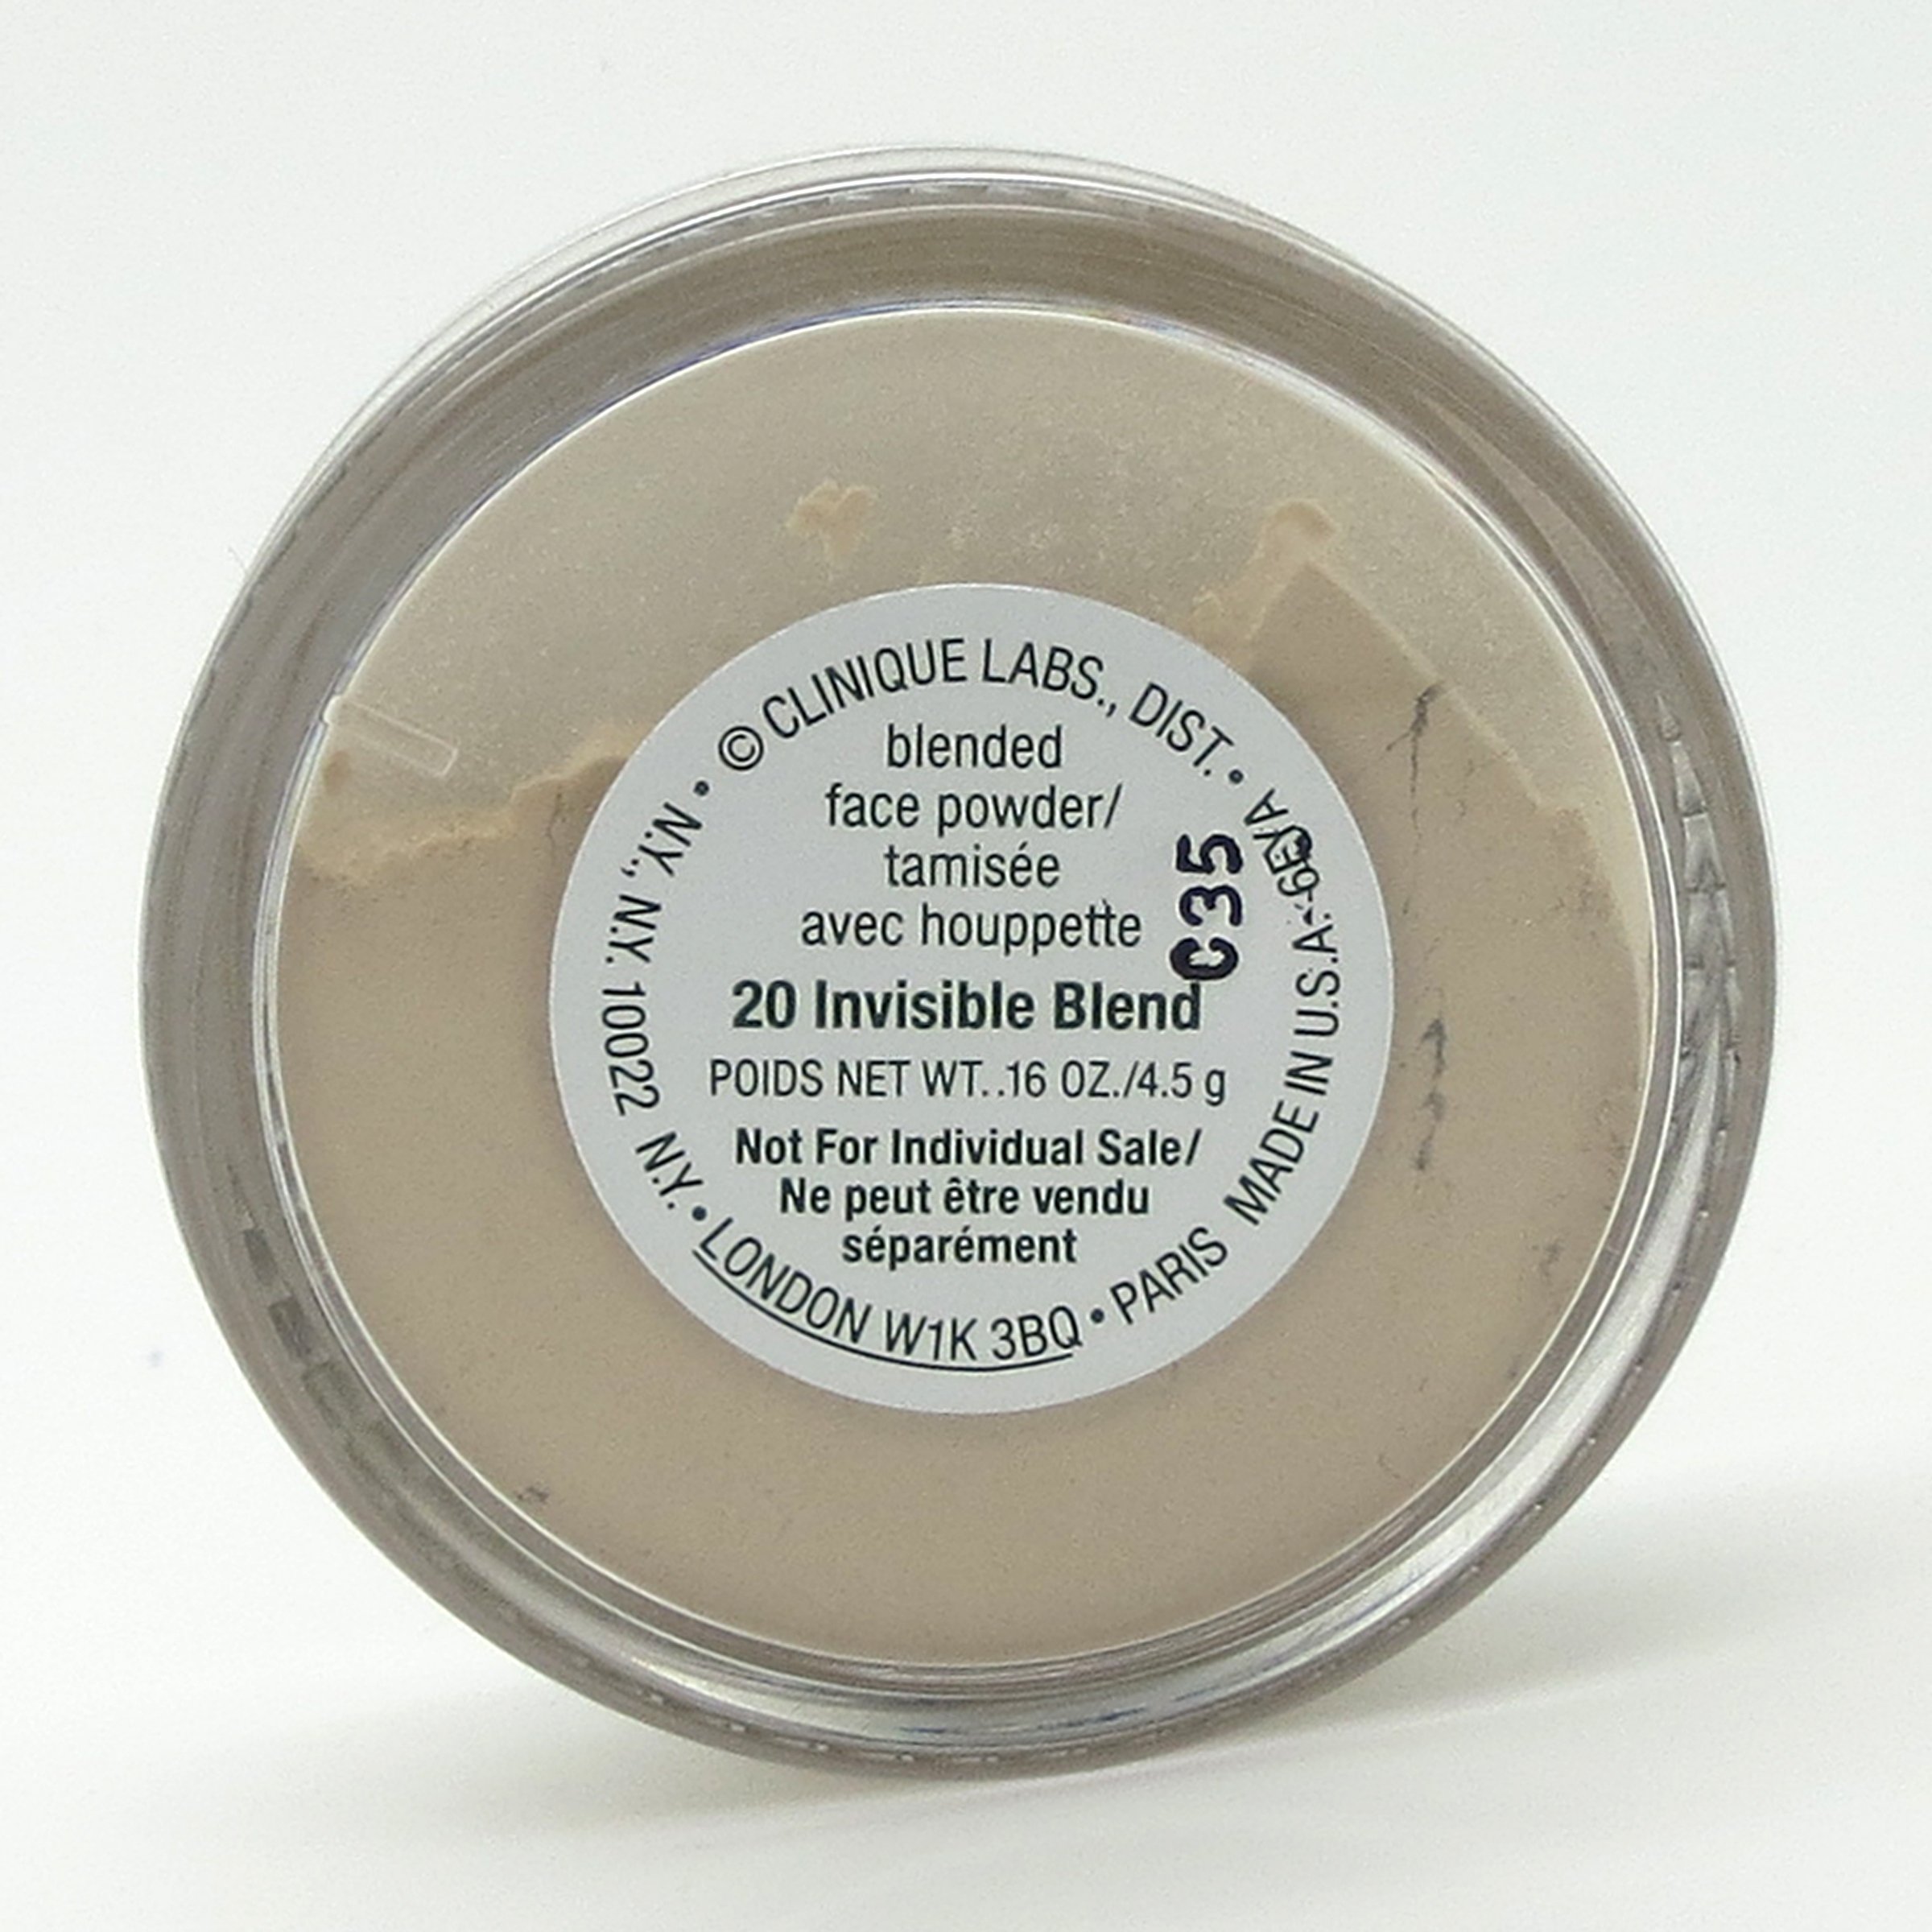 © CLINIQUE LABS., DIST. •
blended
face powder/
tamisée
avec houppette
20 Invisible Blend
POIDS NET WT. .16 OZ./4.5 g
Not For Individual Sale/
Ne peut être vendu
séparément
C35
N.Y., N.Y. 10022 N.Y. • LONDON W1K 3BQ • PARIS MADE IN U.S.A.